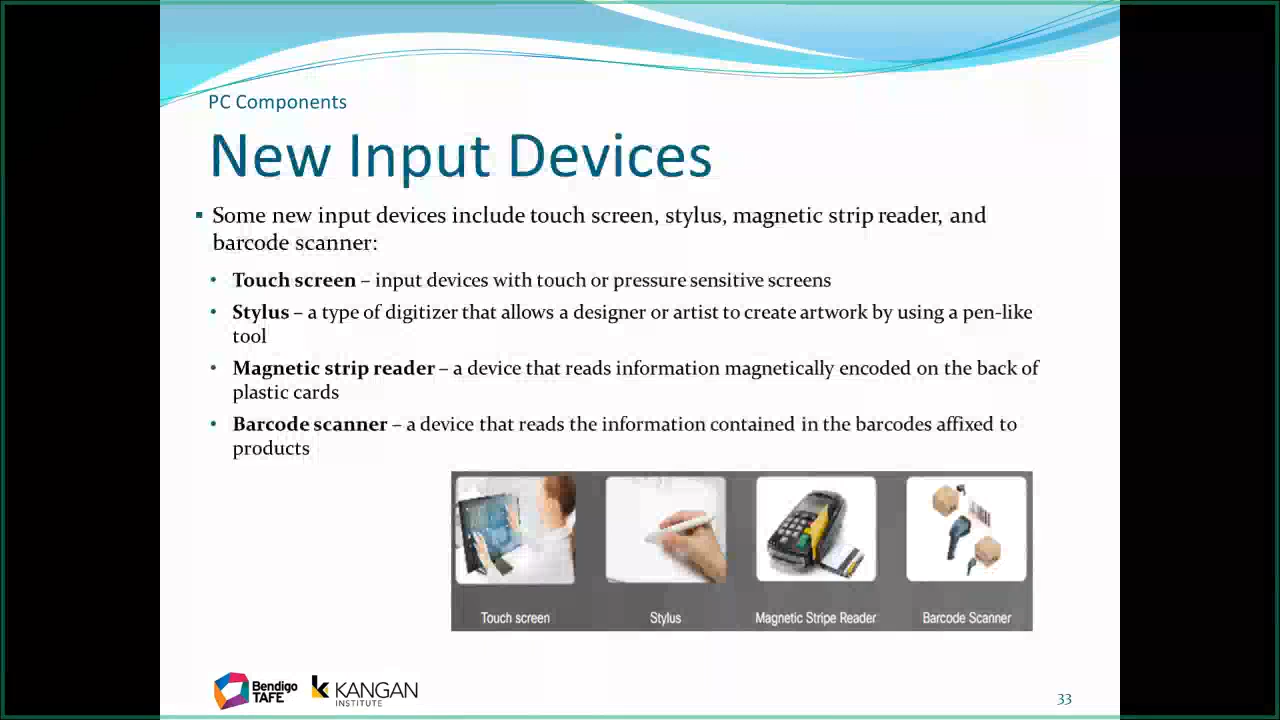 PC Components
New Input Devices
Some new input devices include touch screen, stylus, magnetic strip reader, and
barcode scanner:
Touch screen – input devices with touch or pressure sensitive screens
Stylus – a type of digitizer that allows a designer or artist to create artwork by using a pen-like
tool
Magnetic strip reader – a device that reads information magnetically encoded on the back of
plastic cards
Barcode scanner – a device that reads the information contained in the barcodes affixed to
products
Touch screen
Stylus
Magnetic Stripe Reader
Barcode Scanner
Bendigo
TAFE
KANGAN
INSTITUTE
33